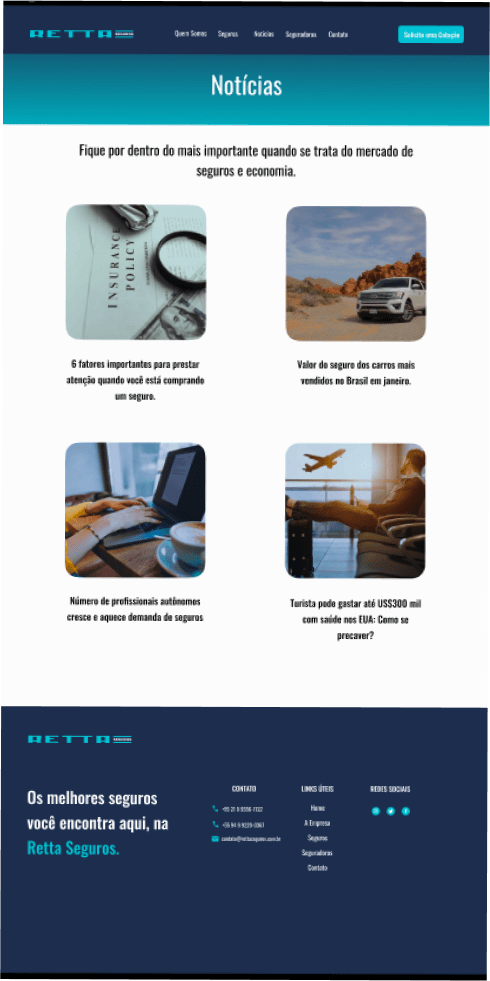 RETTA SEGUROS
Quem Somos Seguros Notícias Seguradoras Contato
Solicite uma Cotação
Notícias
Fique por dentro do mais importante quando se trata do mercado de
seguros e economia.
INSURANCE
POLICY
6 fatores importantes para prestar
atenção quando você está comprando
um seguro.
Valor do seguro dos carros mais
vendidos no Brasil em janeiro.
Número de profissionais autônomos
cresce e aquece demanda de seguros
Turista pode gastar até US$300 mil
com saúde nos EUA: Como se
precaver?
RETTA SEGUROS
Os melhores seguros
você encontra aqui, na
Retta Seguros.
CONTATO
LINKS ÚTEIS
Home
A Empresa
Seguros
Seguradoras
Contato
REDES SOCIAIS